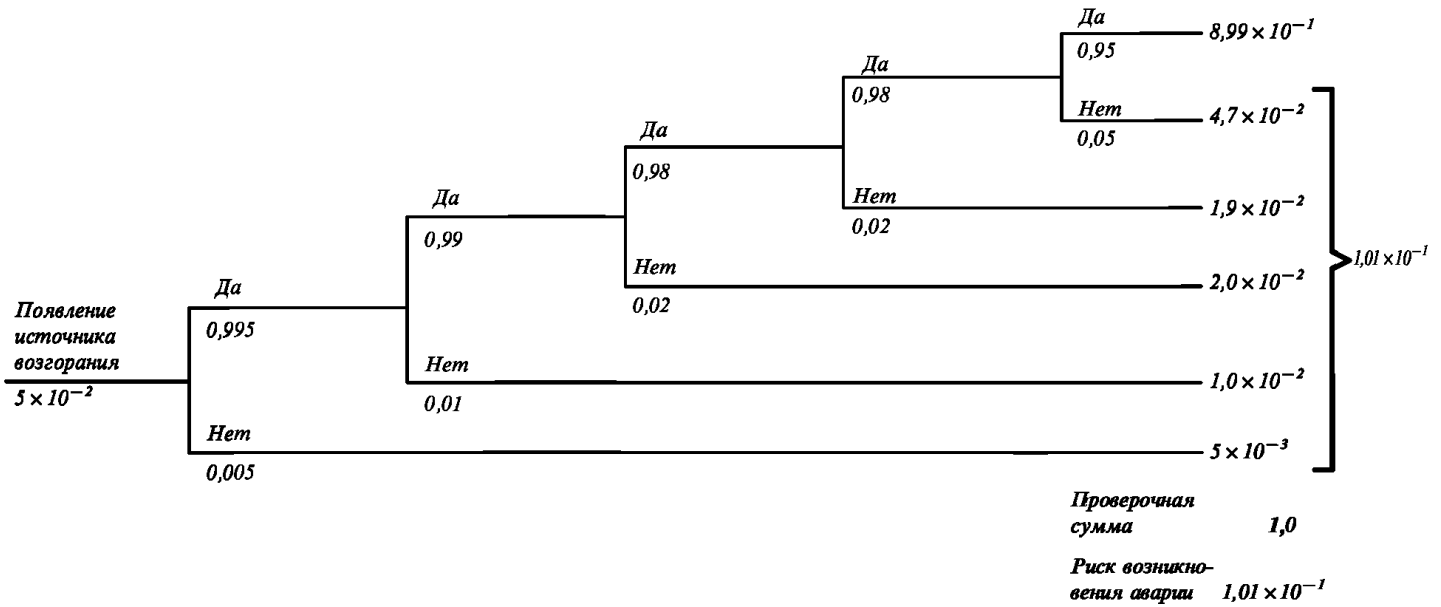 Да
8,99 × 10⁻¹
0,95
Да
0,98
Нет
4,7 × 10⁻²
0,05
Да
0,98
Нет
1,9 × 10⁻²
0,02
Да
0,99
Нет
2,0 × 10⁻²
0,02
1,01 × 10⁻¹
Да
0,995
Появление
источника
возгорания
5 × 10⁻²
Нет
1,0 × 10⁻²
0,01
Нет
5 × 10⁻³
0,005
Проверочная
сумма 1,0
Риск возникно-
вения аварии 1,01 × 10⁻¹